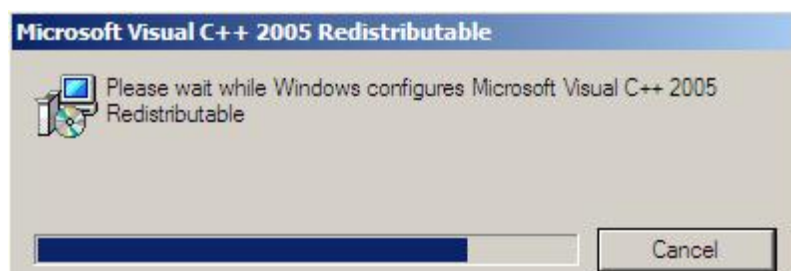 Microsoft Visual C++ 2005 Redistributable
Please wait while Windows configures Microsoft Visual C++ 2005
Redistributable
Cancel